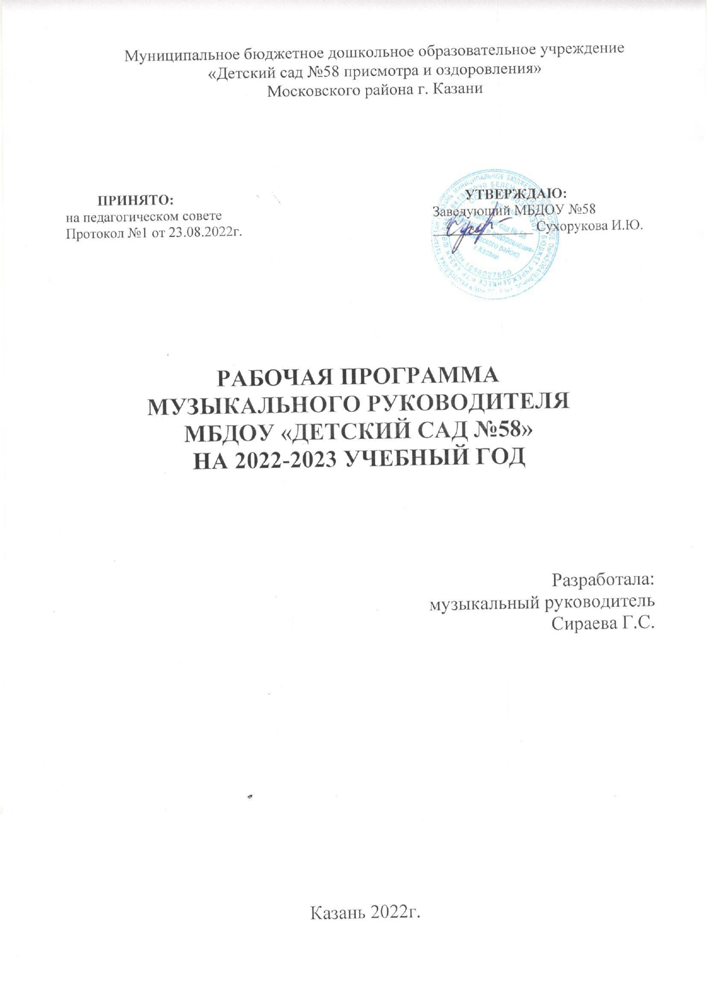 Муниципальное бюджетное дошкольное образовательное учреждение
«Детский сад №58 присмотра и оздоровления»
Московского района г. Казани
ПРИНЯТО:
на педагогическом совете
Протокол №1 от 23.08.2022г.
УТВЕРЖДАЮ:
Заведующий МБДОУ №58
Сухорукова И.Ю.
РАБОЧАЯ ПРОГРАММА
МУЗЫКАЛЬНОГО РУКОВОДИТЕЛЯ
МБДОУ «ДЕТСКИЙ САД №58»
НА 2022-2023 УЧЕБНЫЙ ГОД
Разработала:
музыкальный руководитель
Сираева Г.С.
Казань 2022г.